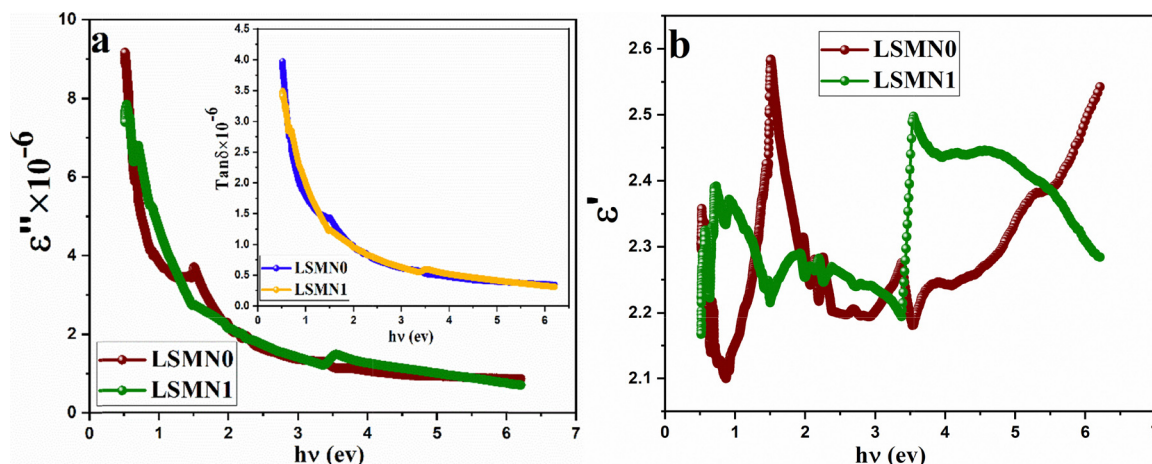 a
ε''×10⁻⁶
10
8
6
4
2
0
0 1 2 3 4 5 6 7
hν (ev)
LSMN0
LSMN1
Tanδ×10⁻⁶
4.5
4.0
3.5
3.0
2.5
2.0
1.5
1.0
0.5
0.0
0 1 2 3 4 5 6
hν (ev)
LSMN0
LSMN1
b
ε'
2.6
2.5
2.4
2.3
2.2
2.1
0 1 2 3 4 5 6 7
hν (ev)
LSMN0
LSMN1